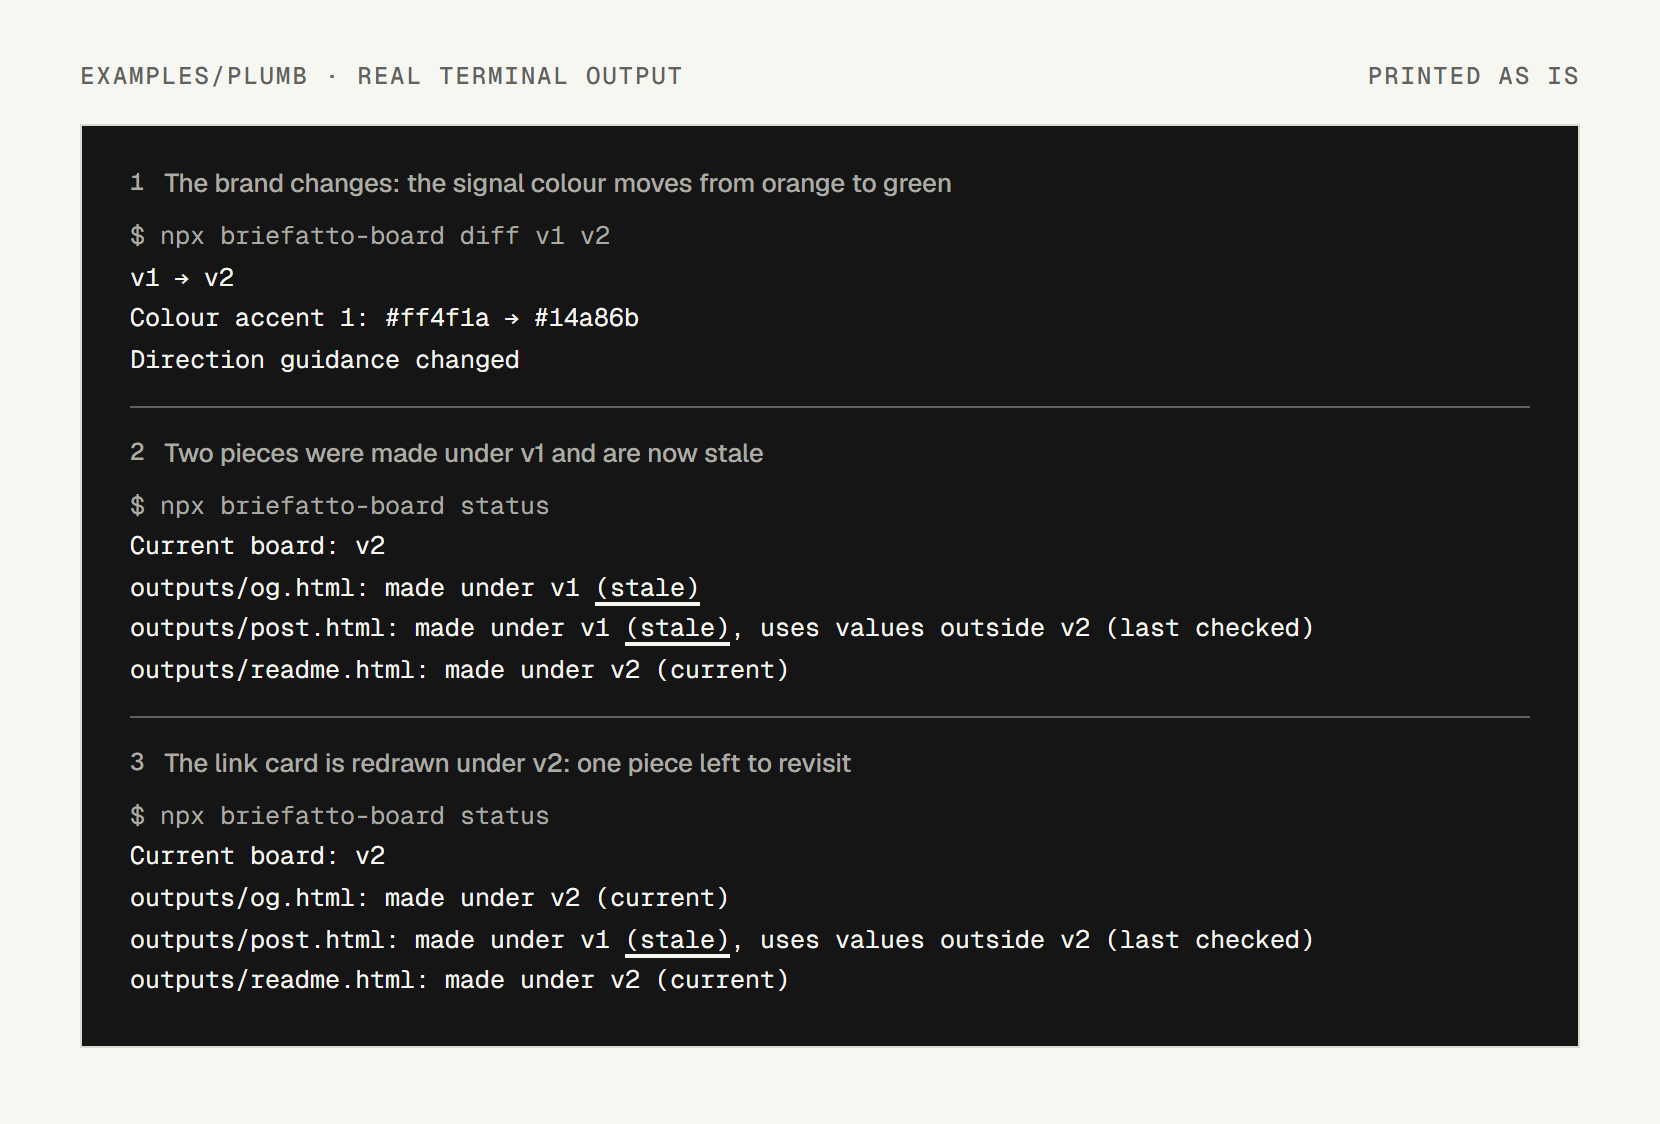 EXAMPLES/PLUMB · REAL TERMINAL OUTPUT
PRINTED AS IS
1 The brand changes: the signal colour moves from orange to green
$ npx briefatto-board diff v1 v2
v1 → v2
Colour accent 1: #ff4f1a → #14a86b
Direction guidance changed
2 Two pieces were made under v1 and are now stale
$ npx briefatto-board status
Current board: v2
outputs/og.html: made under v1 (stale)
outputs/post.html: made under v1 (stale), uses values outside v2 (last checked)
outputs/readme.html: made under v2 (current)
3 The link card is redrawn under v2: one piece left to revisit
$ npx briefatto-board status
Current board: v2
outputs/og.html: made under v2 (current)
outputs/post.html: made under v1 (stale), uses values outside v2 (last checked)
outputs/readme.html: made under v2 (current)